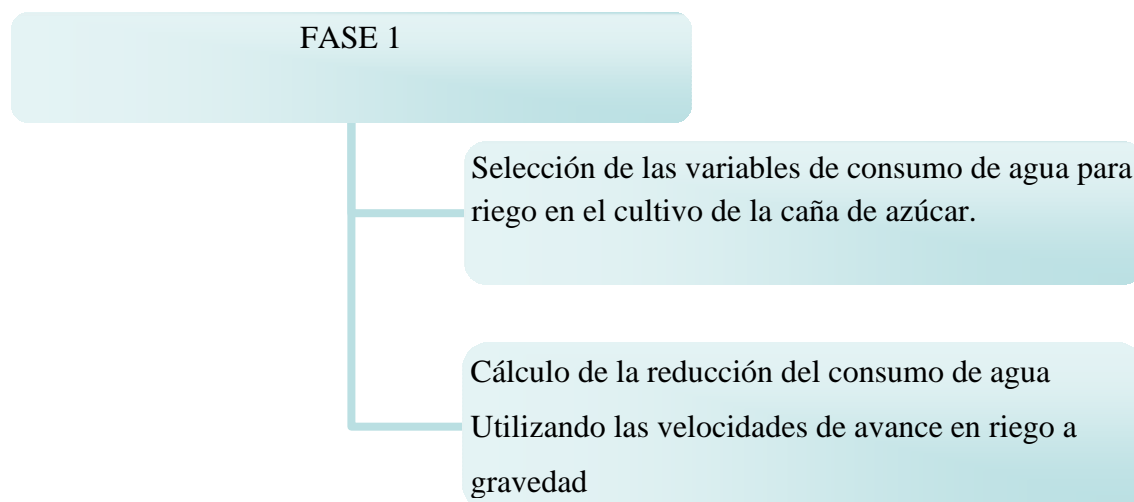 FASE 1
Selección de las variables de consumo de agua para
riego en el cultivo de la caña de azúcar.
Cálculo de la reducción del consumo de agua
Utilizando las velocidades de avance en riego a
gravedad